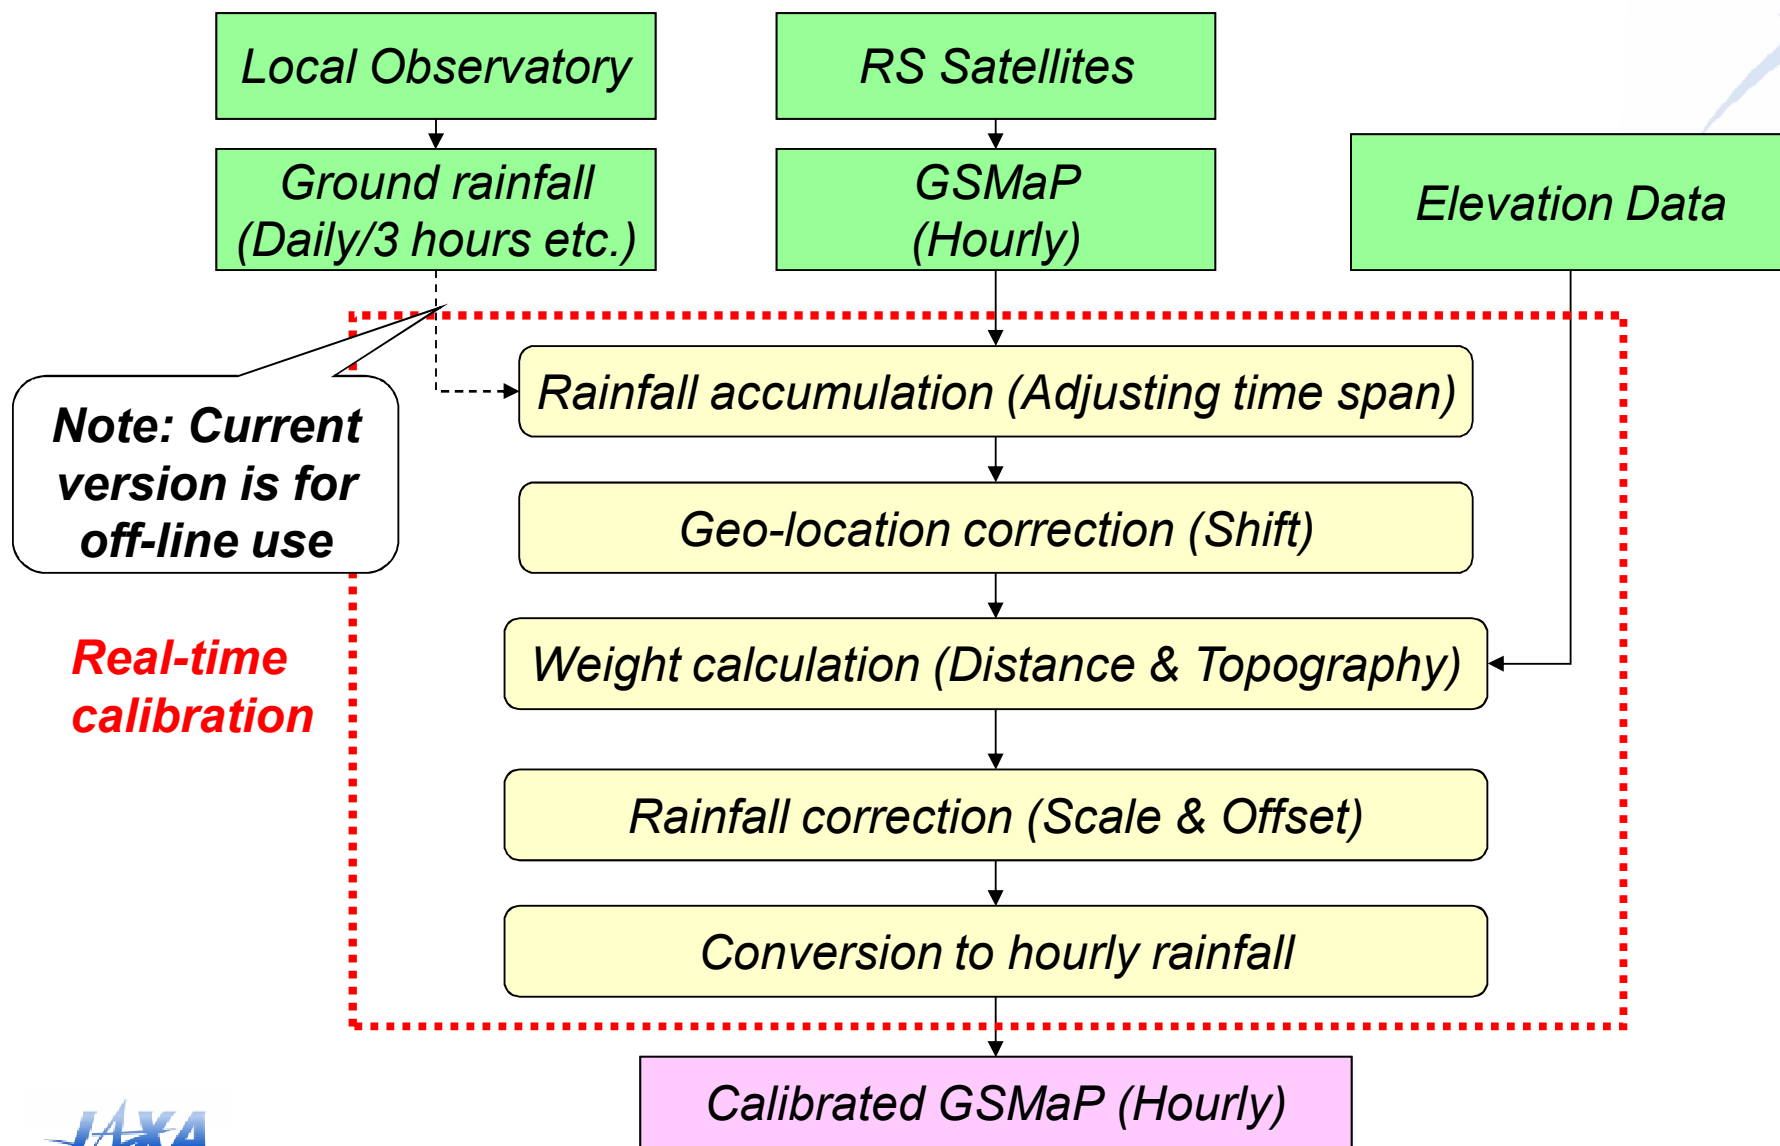 Local Observatory
RS Satellites
Ground rainfall
(Daily/3 hours etc.)
GSMaP
(Hourly)
Elevation Data
Rainfall accumulation (Adjusting time span)
Note: Current
version is for
off-line use
Geo-location correction (Shift)
Real-time
calibration
Weight calculation (Distance & Topography)
Rainfall correction (Scale & Offset)
Conversion to hourly rainfall
Calibrated GSMaP (Hourly)
JAXA